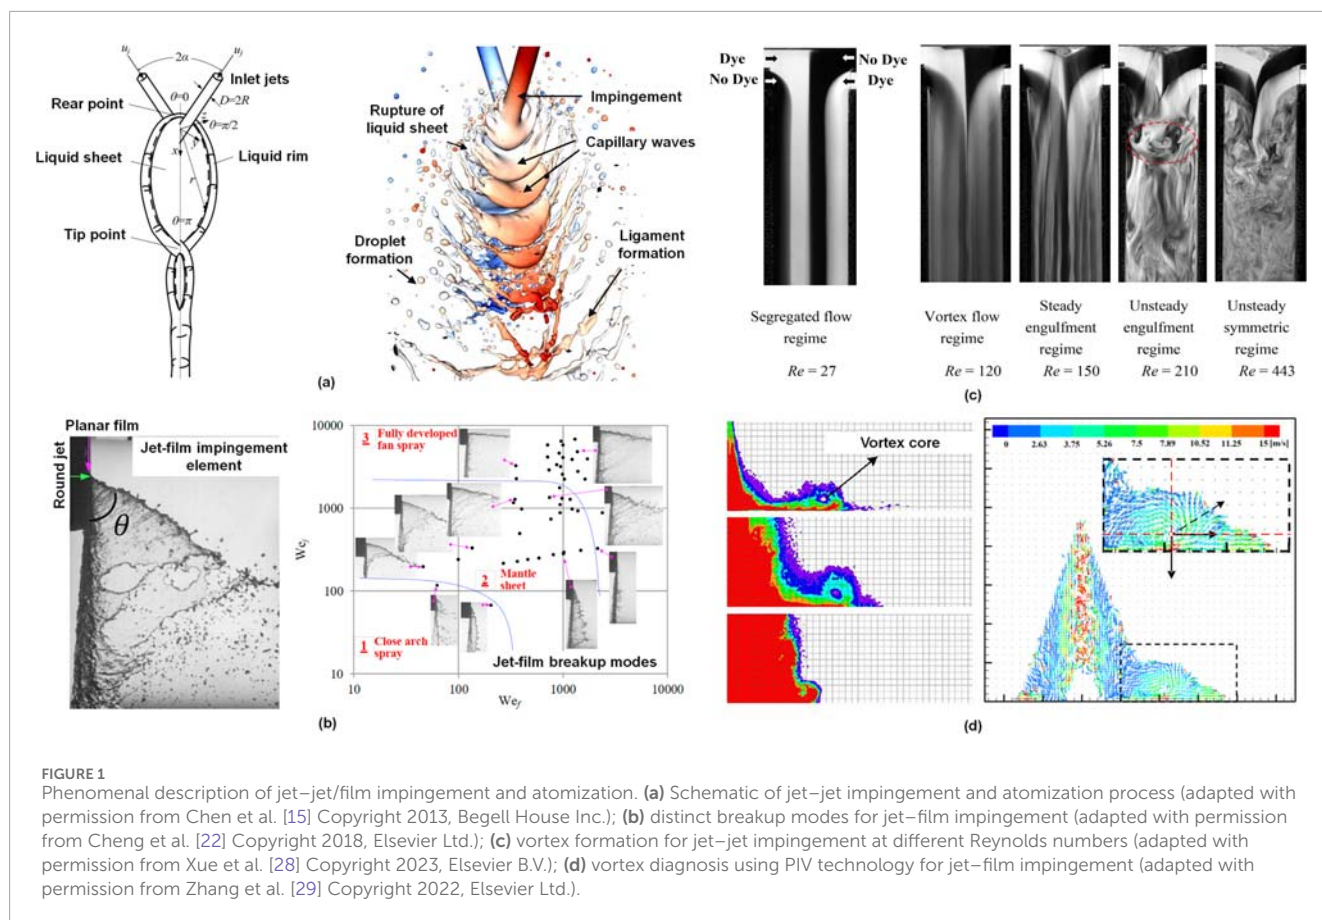 u_i
2α
u_j
Inlet jets
Rear point
θ=0
D=2R
z
θ=π/2
Liquid sheet
x
y
Liquid rim
r
θ=π
Tip point
Impingement
Rupture of
liquid sheet
Capillary waves
Droplet
formation
Ligament
formation
(a)
Dye
No Dye
No Dye
Dye
Segregated flow
regime
Re = 27
Vortex flow
regime
Re = 120
Steady
engulfment
regime
Re = 150
Unsteady
engulfment
regime
Re = 210
Unsteady
symmetric
regime
Re = 443
(c)
Planar film
Round jet
Jet-film impingement
element
θ
10000
1000
100
10
We_j
3 Fully developed
fan spray
2 Mantle
sheet
1 Close arch
spray
Jet-film breakup modes
10
100
1000
10000
We_f
(b)
Vortex core
0
2.63
3.75
5.26
7.5
7.89
10.52
11.25
15 [m/s]
(d)
FIGURE 1
Phenomenal description of jet–jet/film impingement and atomization. (a) Schematic of jet–jet impingement and atomization process (adapted with
permission from Chen et al. [15] Copyright 2013, Begell House Inc.); (b) distinct breakup modes for jet–film impingement (adapted with permission
from Cheng et al. [22] Copyright 2018, Elsevier Ltd.); (c) vortex formation for jet–jet impingement at different Reynolds numbers (adapted with
permission from Xue et al. [28] Copyright 2023, Elsevier B.V.); (d) vortex diagnosis using PIV technology for jet–film impingement (adapted with
permission from Zhang et al. [29] Copyright 2022, Elsevier Ltd.).